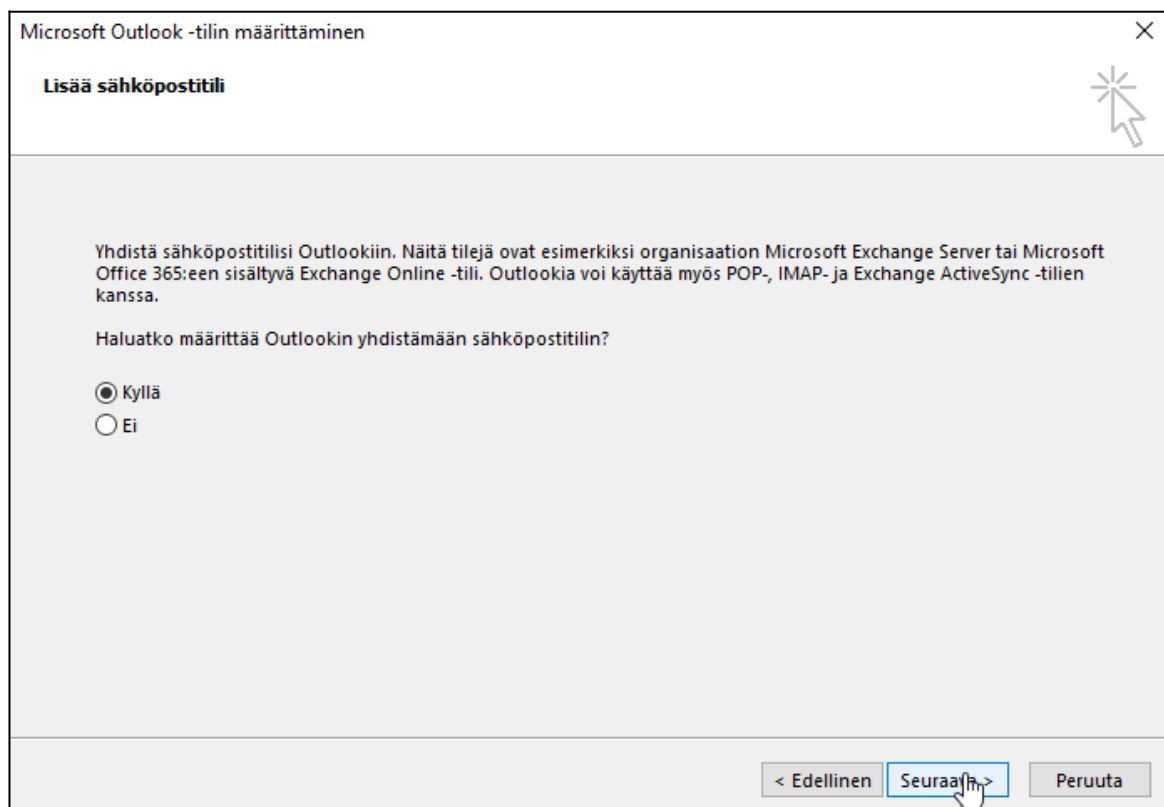 Microsoft Outlook -tilin määrittäminen
Lisää sähköpostitili
Yhdistä sähköpostitilisi Outlookiin. Näitä tilejä ovat esimerkiksi organisaation Microsoft Exchange Server tai Microsoft
Office 365:een sisältyvä Exchange Online -tili. Outlookia voi käyttää myös POP-, IMAP- ja Exchange ActiveSync -tilien
kanssa.
Haluatko määrittää Outlookin yhdistämään sähköpostitilin?
Kyllä
Ei
< Edellinen Seuraava > Peruuta